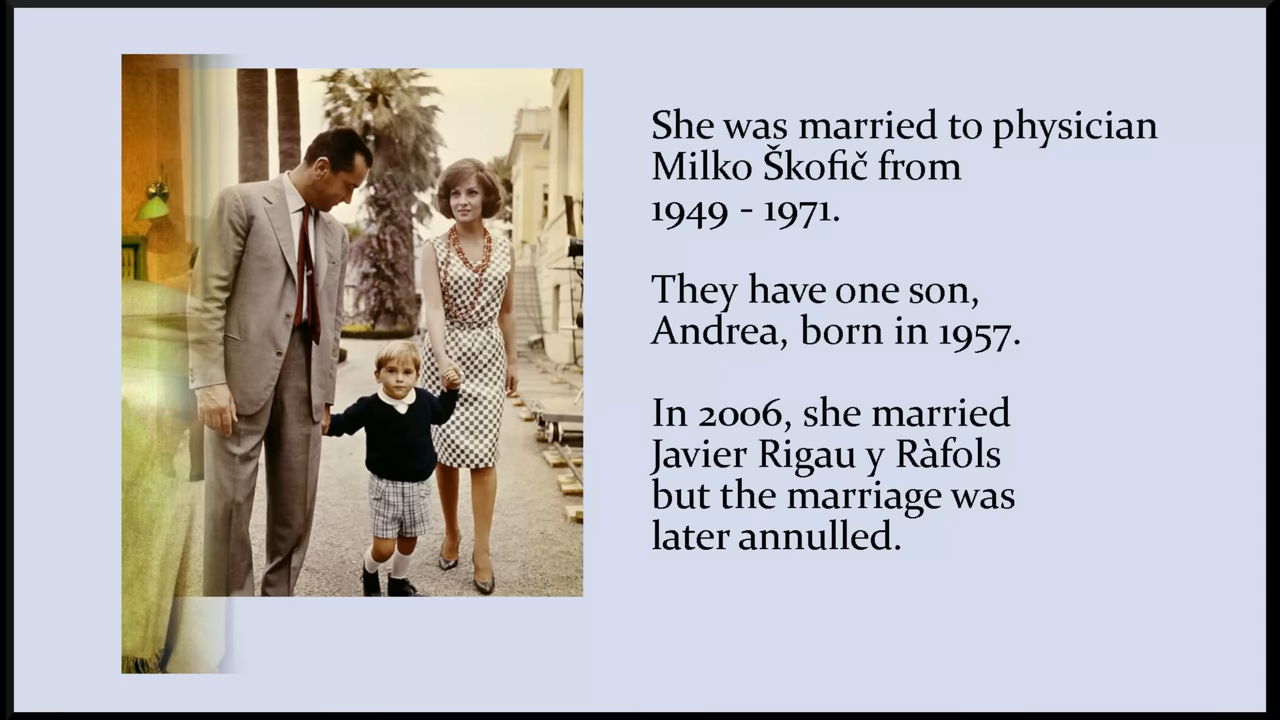 She was married to physician
Milko Škofič from
1949 - 1971.
They have one son,
Andrea, born in 1957.
In 2006, she married
Javier Rigau y Ràfols
but the marriage was
later annulled.